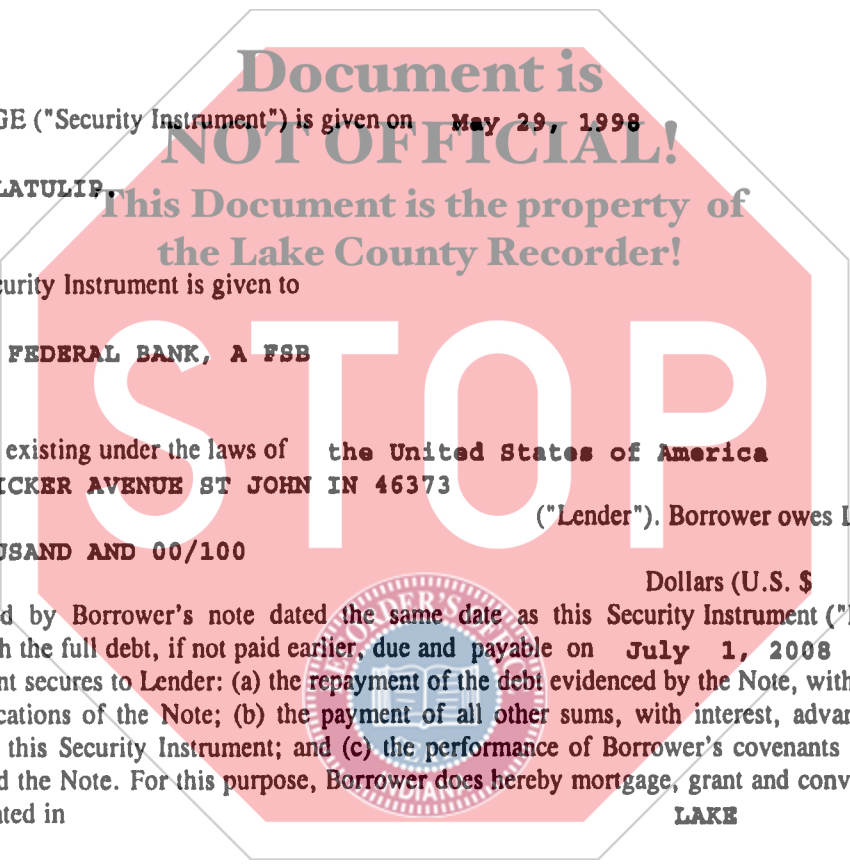 Document is
GE ("Security Instrument") is given on May 29, 1998
NOT OFFICIAL!
LATULIP.
This Document is the property of
the Lake County Recorder!
curity Instrument is given to
FEDERAL BANK, A FSB
STOP
existing under the laws of the United States of America
ICKER AVENUE ST JOHN IN 46373
("Lender"). Borrower owes L
USAND AND 00/100
Dollars (U.S. $
d by Borrower's note dated the same date as this Security Instrument ("
h the full debt, if not paid earlier, due and payable on July 1, 2008
nt secures to Lender: (a) the repayment of the debt evidenced by the Note, with
cations of the Note; (b) the payment of all other sums, with interest, advan
this Security Instrument; and (c) the performance of Borrower's covenants
d the Note. For this purpose, Borrower does hereby mortgage, grant and conv
ated in LAKE